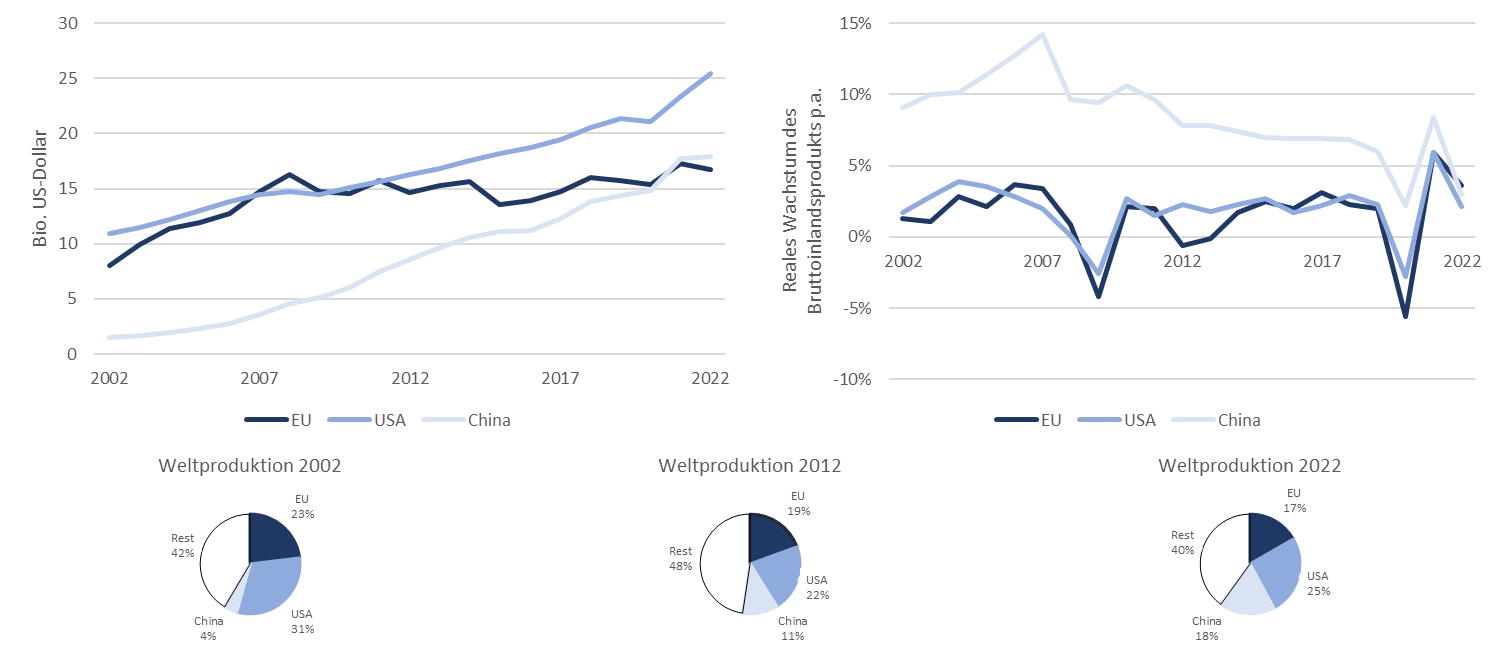 30
25
20
15
10
5
0
Bio. US-Dollar
2002 2007 2012 2017 2022
EU USA China
15%
10%
5%
0%
-5%
-10%
Reales Wachstum des
Bruttoinlandsprodukts p.a.
2002 2007 2012 2017 2022
EU USA China
Weltproduktion 2002
EU
23%
Rest
42%
China
4%
USA
31%
Weltproduktion 2012
EU
19%
Rest
48%
USA
22%
China
11%
Weltproduktion 2022
EU
17%
Rest
40%
USA
25%
China
18%